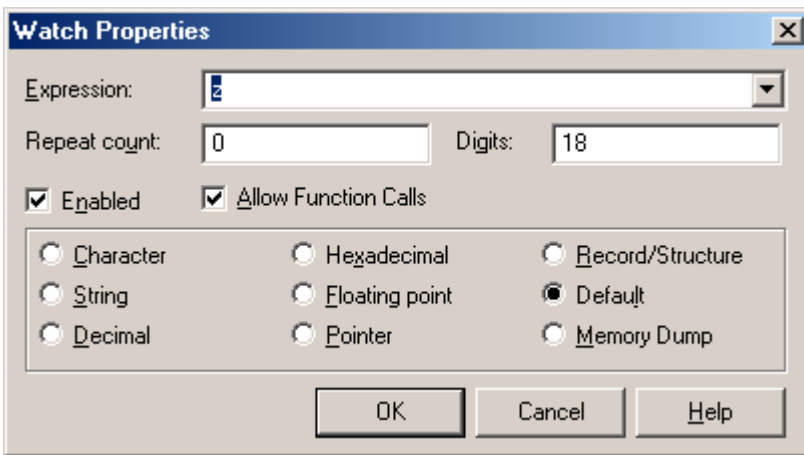 Watch Properties
Expression: z
Repeat count: 0 Digits: 18
Enabled Allow Function Calls
Character Hexadecimal Record/Structure
String Floating point Default
Decimal Pointer Memory Dump
OK Cancel Help